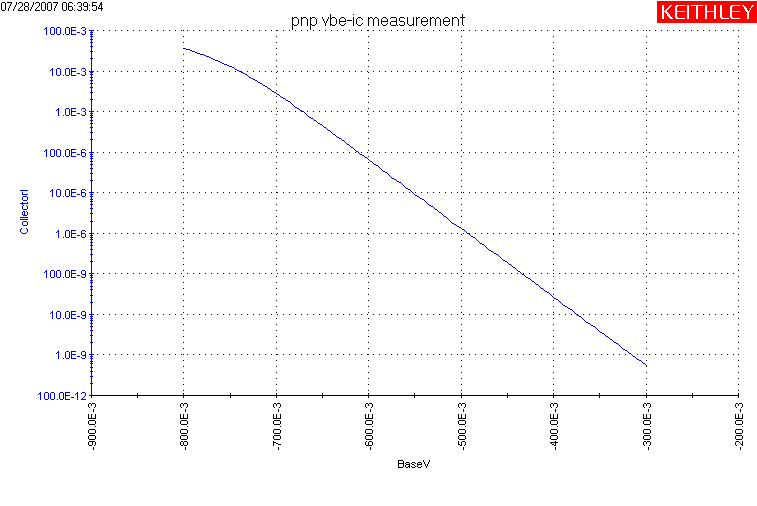 07/28/2007 06:39:54
pnp vbe-ic measurement
KEITHLEY
100.0E-3
10.0E-3
1.0E-3
100.0E-6
10.0E-6
1.0E-6
100.0E-9
10.0E-9
1.0E-9
100.0E-12
CollectorI
-900.0E-3
-800.0E-3
-700.0E-3
-600.0E-3
-500.0E-3
-400.0E-3
-300.0E-3
-200.0E-3
BaseV